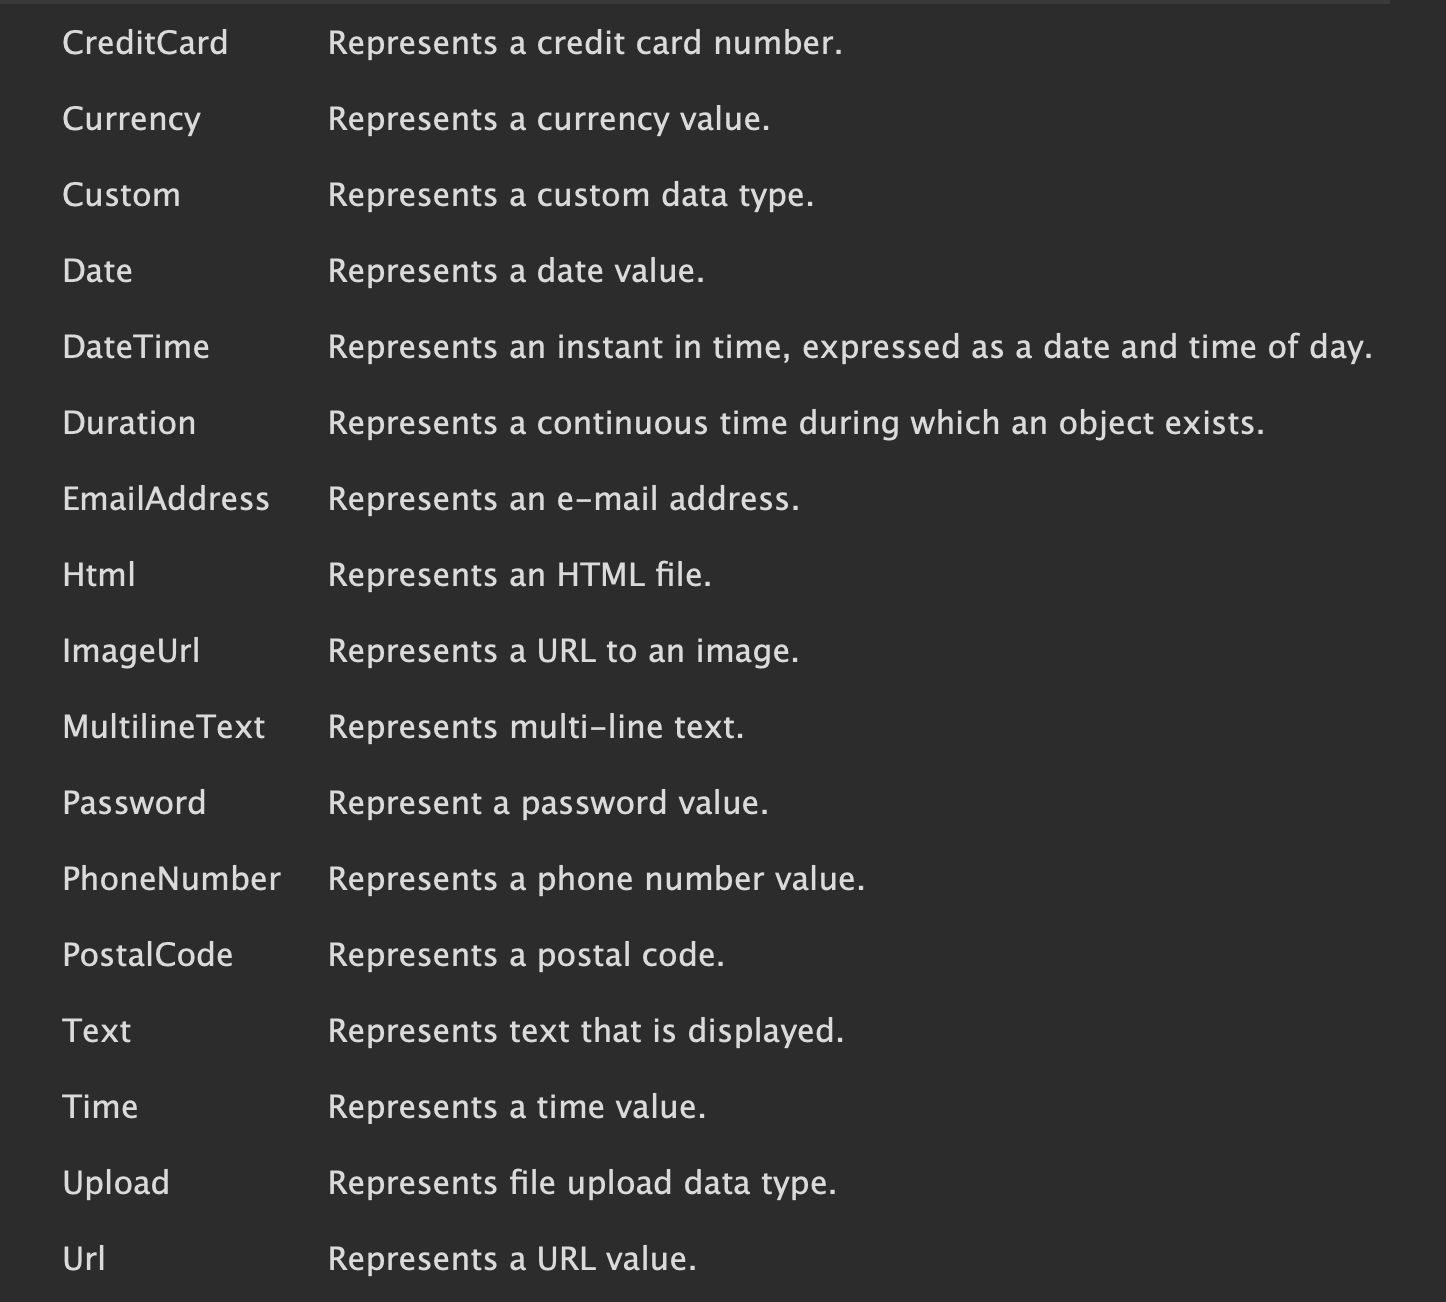 CreditCard Represents a credit card number.
Currency Represents a currency value.
Custom Represents a custom data type.
Date Represents a date value.
DateTime Represents an instant in time, expressed as a date and time of day.
Duration Represents a continuous time during which an object exists.
EmailAddress Represents an e-mail address.
Html Represents an HTML file.
ImageUrl Represents a URL to an image.
MultilineText Represents multi-line text.
Password Represent a password value.
PhoneNumber Represents a phone number value.
PostalCode Represents a postal code.
Text Represents text that is displayed.
Time Represents a time value.
Upload Represents file upload data type.
Url Represents a URL value.